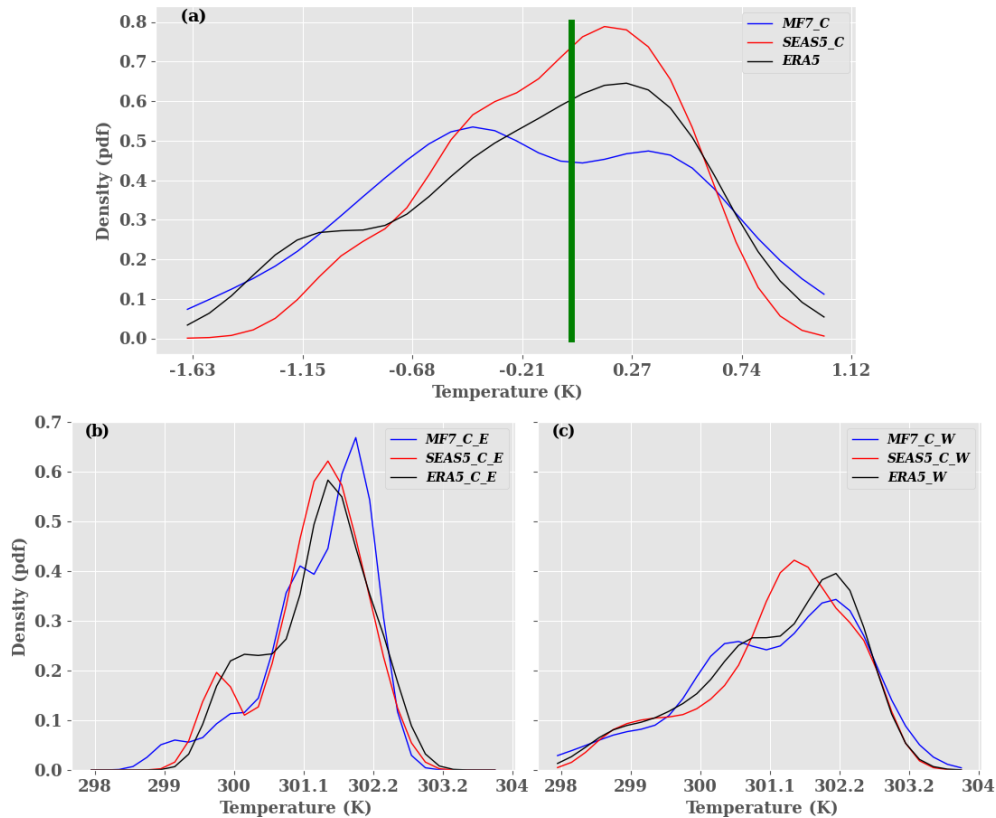 (a)
MF7_C
SEAS5_C
ERA5
Density (pdf)
0.8
0.7
0.6
0.5
0.4
0.3
0.2
0.1
0.0
-1.63 -1.15 -0.68 -0.21 0.27 0.74 1.12
Temperature (K)
(b)
MF7_C_E
SEAS5_C_E
ERA5_C_E
Density (pdf)
0.7
0.6
0.5
0.4
0.3
0.2
0.1
0.0
298 299 300 301.1 302.2 303.2 304
Temperature (K)
(c)
MF7_C_W
SEAS5_C_W
ERA5_W
298 299 300 301.1 302.2 303.2 304
Temperature (K)